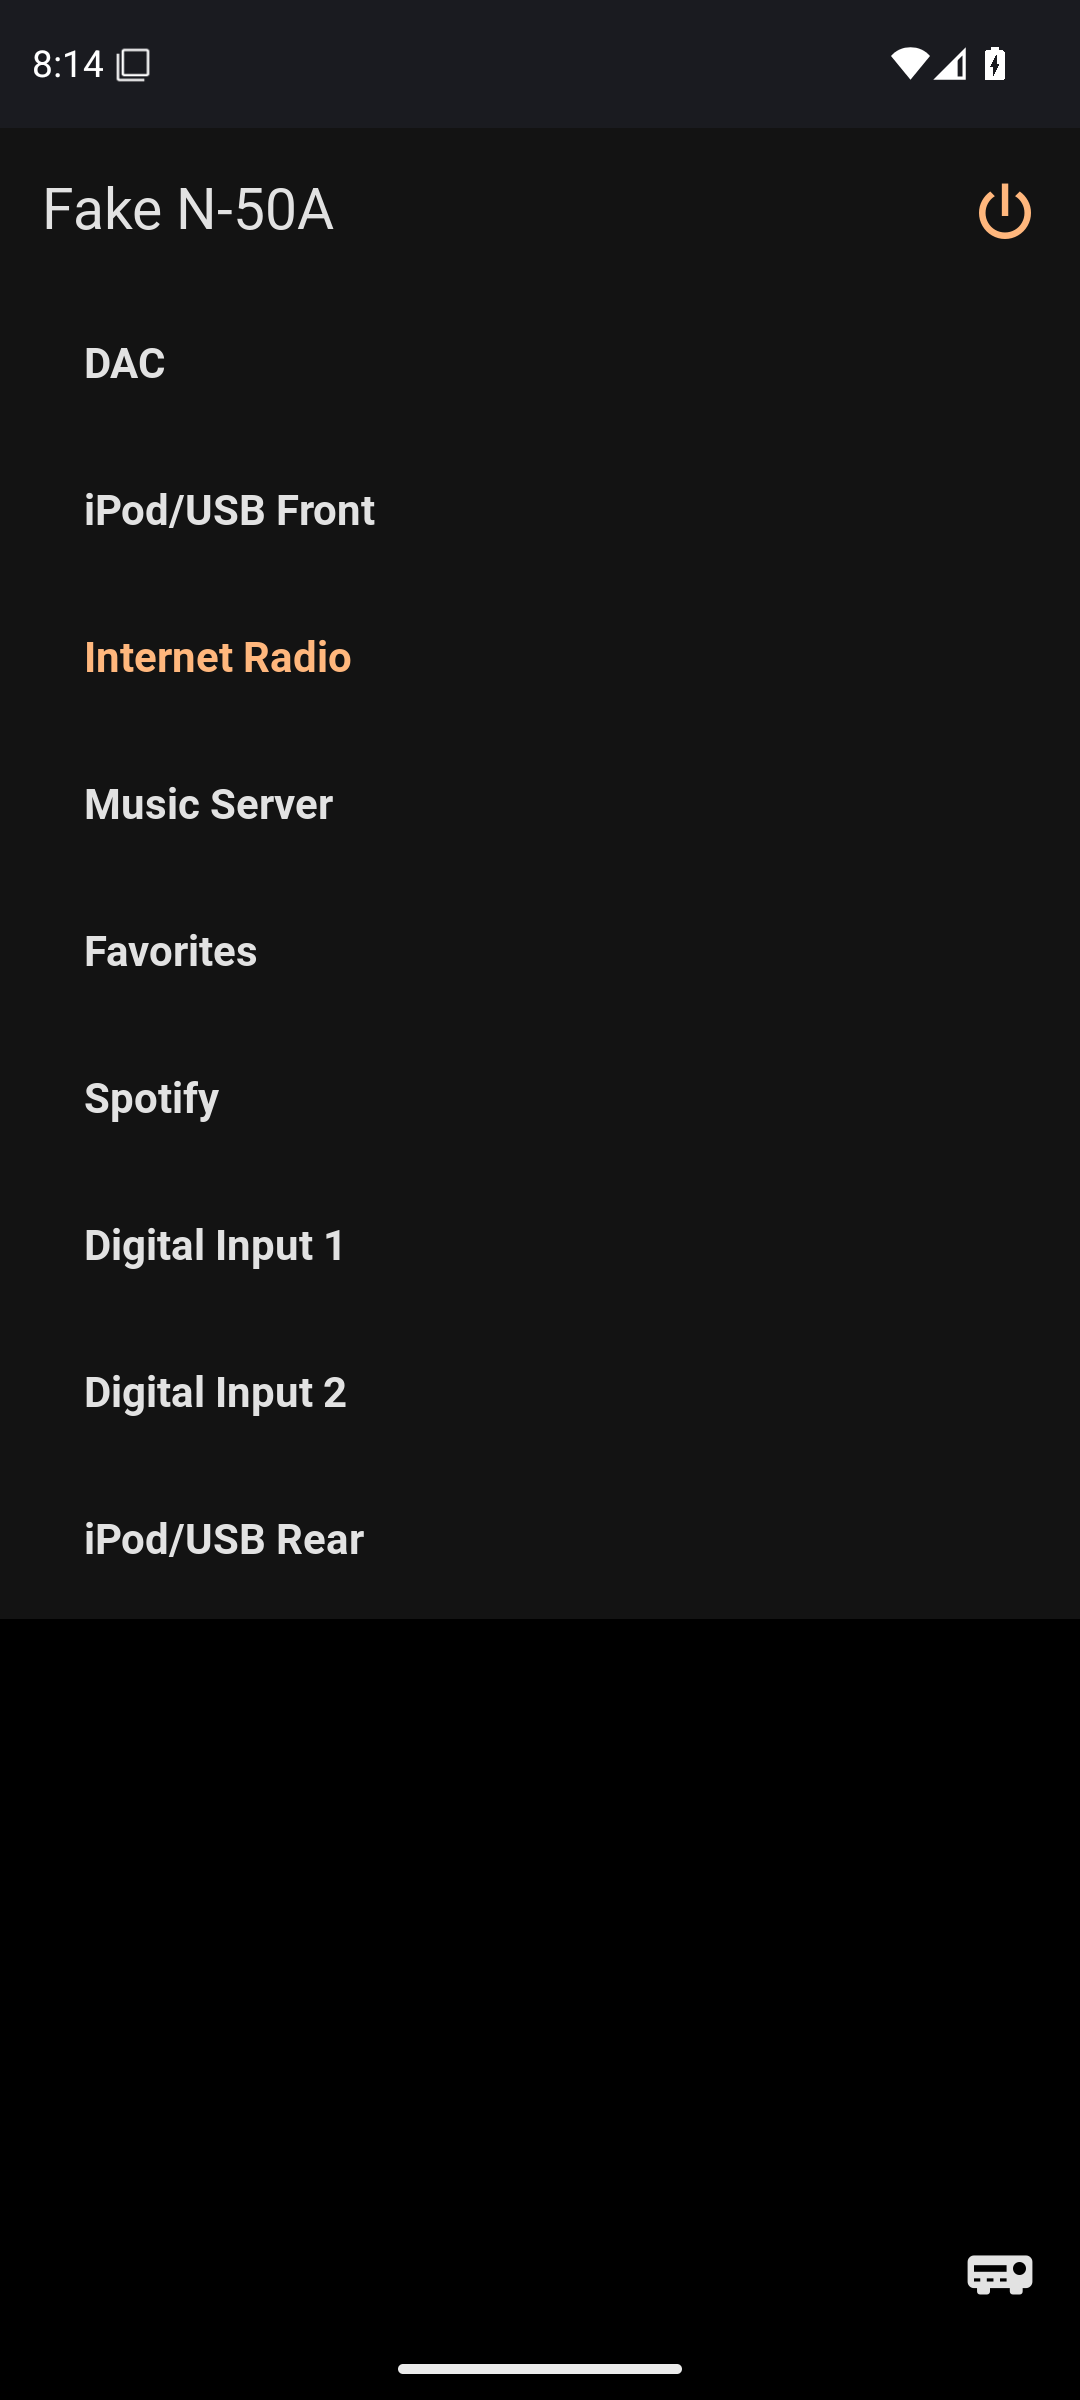 8:14
Fake N-50A
DAC
iPod/USB Front
Internet Radio
Music Server
Favorites
Spotify
Digital Input 1
Digital Input 2
iPod/USB Rear